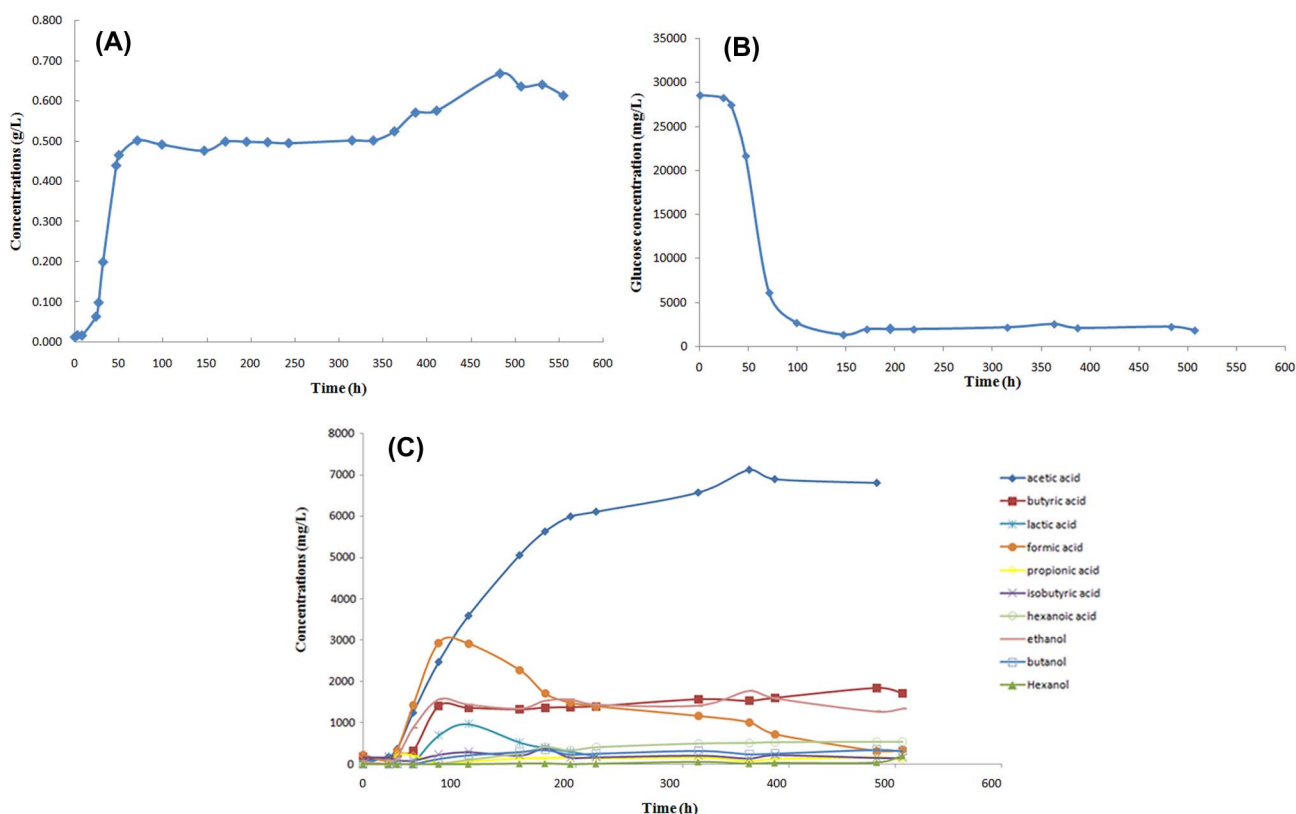 (A)
Concentrations (g/L)
0.800
0.700
0.600
0.500
0.400
0.300
0.200
0.100
0.000
0 50 100 150 200 250 300 350 400 450 500 550 600
Time (h)
(B)
Glucose concentration (mg/L)
35000
30000
25000
20000
15000
10000
5000
0
0 50 100 150 200 250 300 350 400 450 500 550 600
Time (h)
(C)
Concentrations (mg/L)
8000
7000
6000
5000
4000
3000
2000
1000
0
0 100 200 300 400 500 600
Time (h)
acetic acid
butyric acid
lactic acid
formic acid
propionic acid
isobutyric acid
hexanoic acid
ethanol
butanol
Hexanol